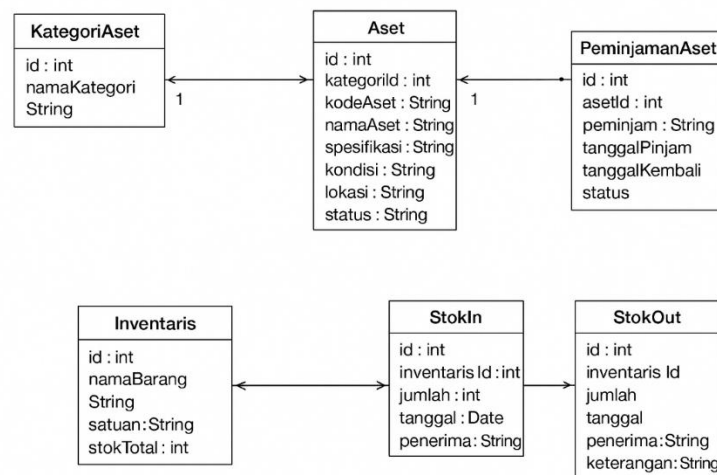 KategoriAset
id : int
namaKategori
String
1
Aset
id : int
kategoriId : int
kodeAset : String
namaAset : String
spesifikasi : String
kondisi : String
lokasi : String
status : String
1
PeminjamanAset
id : int
asetId : int
peminjam : String
tanggalPinjam
tanggalKembali
status
Inventaris
id : int
namaBarang
String
satuan : String
stokTotal : int
StokIn
id : int
inventaris Id : int
jumlah : int
tanggal : Date
penerima : String
StokOut
id : int
inventaris Id
jumlah
tanggal
penerima : String
keterangan : String